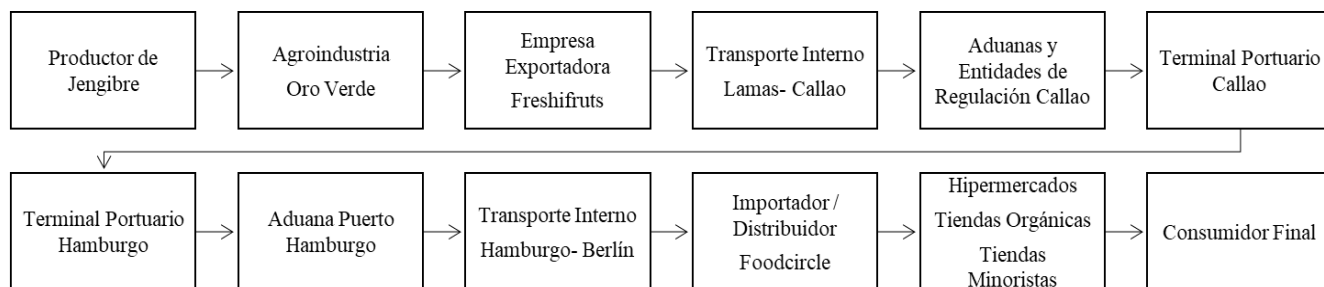 Productor de
Jengibre
Agroindustria
Oro Verde
Empresa
Exportadora
Freshifruts
Transporte Interno
Lamas- Callao
Aduanas y
Entidades de
Regulación Callao
Terminal Portuario
Callao
Terminal Portuario
Hamburgo
Aduana Puerto
Hamburgo
Transporte Interno
Hamburgo- Berlín
Importador /
Distribuidor
Foodcircle
Hipermercados
Tiendas Orgánicas
Tiendas
Minoristas
Consumidor Final